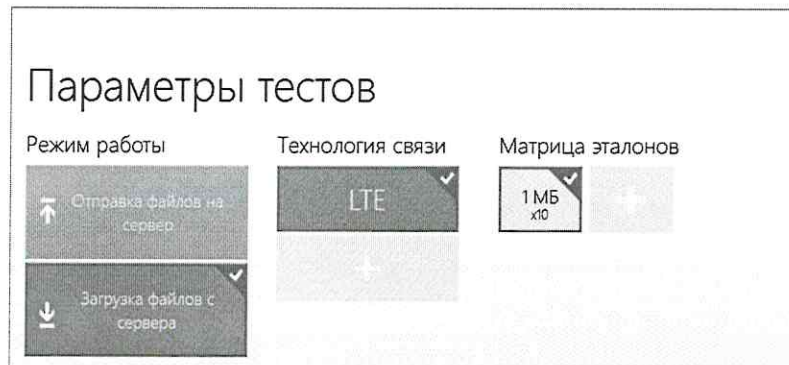 Параметры тестов
Режим работы
Технология связи
Матрица эталонов
Отправка файлов на
сервер
LTE
1 МБ
x10
Загрузка файлов с
сервера